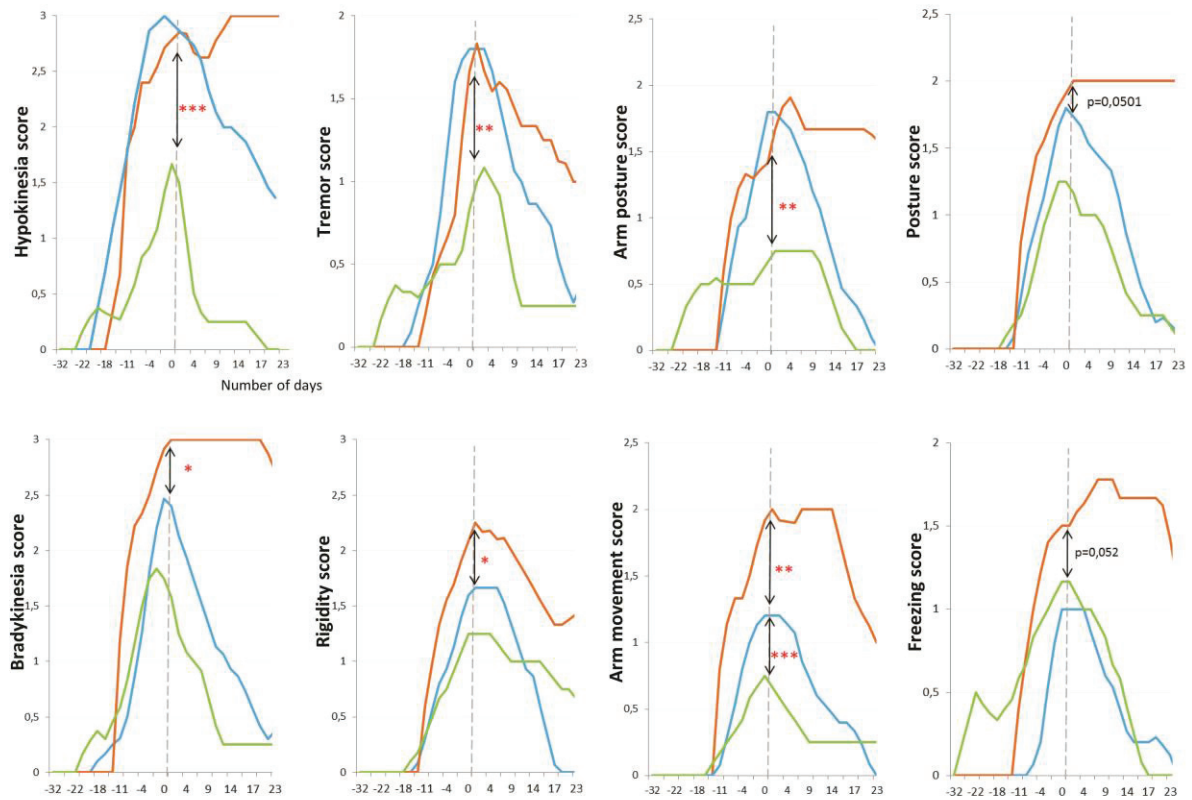 Hypokinesia score
3
2,5
2
1,5
1
0,5
0
***
-32 -22 -18 -11 -4 0 4 9 14 17 23
Number of days
Tremor score
2
1,5
1
0,5
0
**
-32 -22 -18 -11 -4 0 4 9 14 17 23
Arm posture score
2,5
2
1,5
1
0,5
0
**
-32 -22 -18 -11 -4 0 4 9 14 17 23
Posture score
2,5
2
1,5
1
0,5
0
p=0,0501
-32 -22 -18 -11 -4 0 4 9 14 17 23
Bradykinesia score
3
2,5
2
1,5
1
0,5
0
*
-32 -22 -18 -11 -4 0 4 9 14 17 23
Rigidity score
3
2,5
2
1,5
1
0,5
0
*
-32 -22 -18 -11 -4 0 4 9 14 17 23
Arm movement score
2,5
2
1,5
1
0,5
0
**
***
-32 -22 -18 -11 -4 0 4 9 14 17 23
Freezing score
2
1,5
1
0,5
0
p=0,052
-32 -22 -18 -11 -4 0 4 9 14 17 23